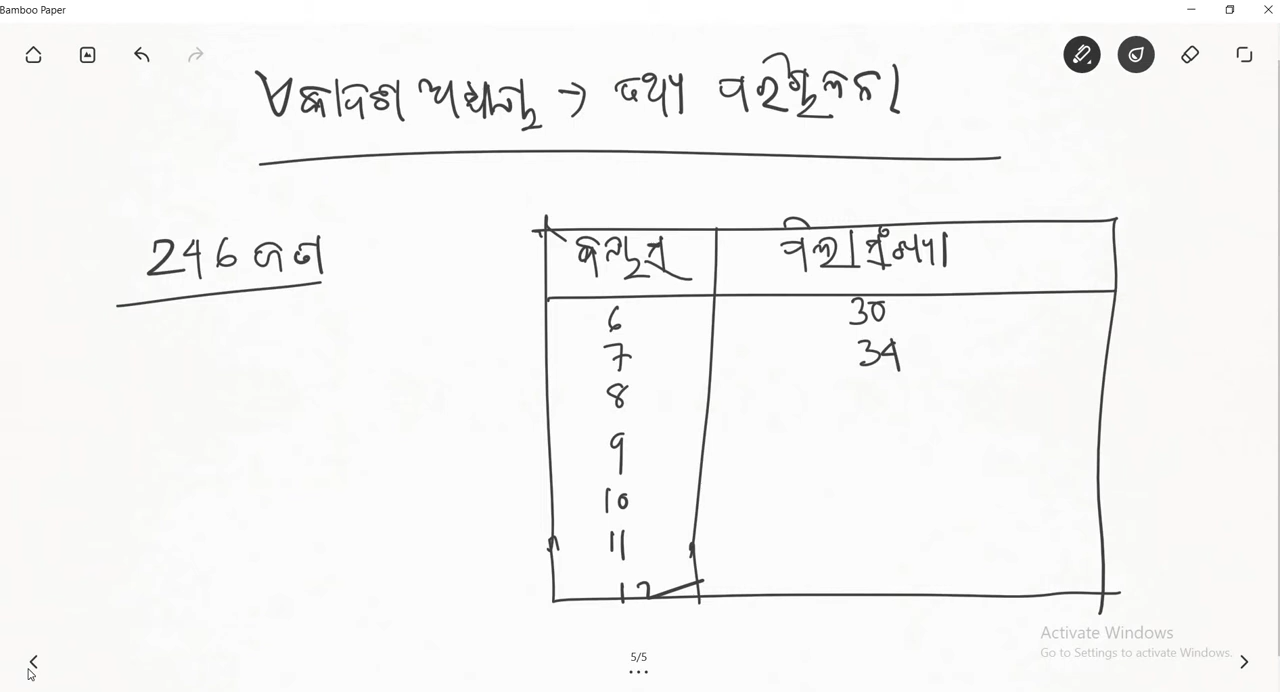 Bamboo Paper
ଏକାଦଶ ଅଧ୍ୟାୟ → ତଥ୍ୟ ପରିଚାଳନା
246 ଜଣ
ପିଲା ସଂଖ୍ୟା
6 30
7 34
8
9
10
11
12
5/5
Activate Windows
Go to Settings to activate Windows.